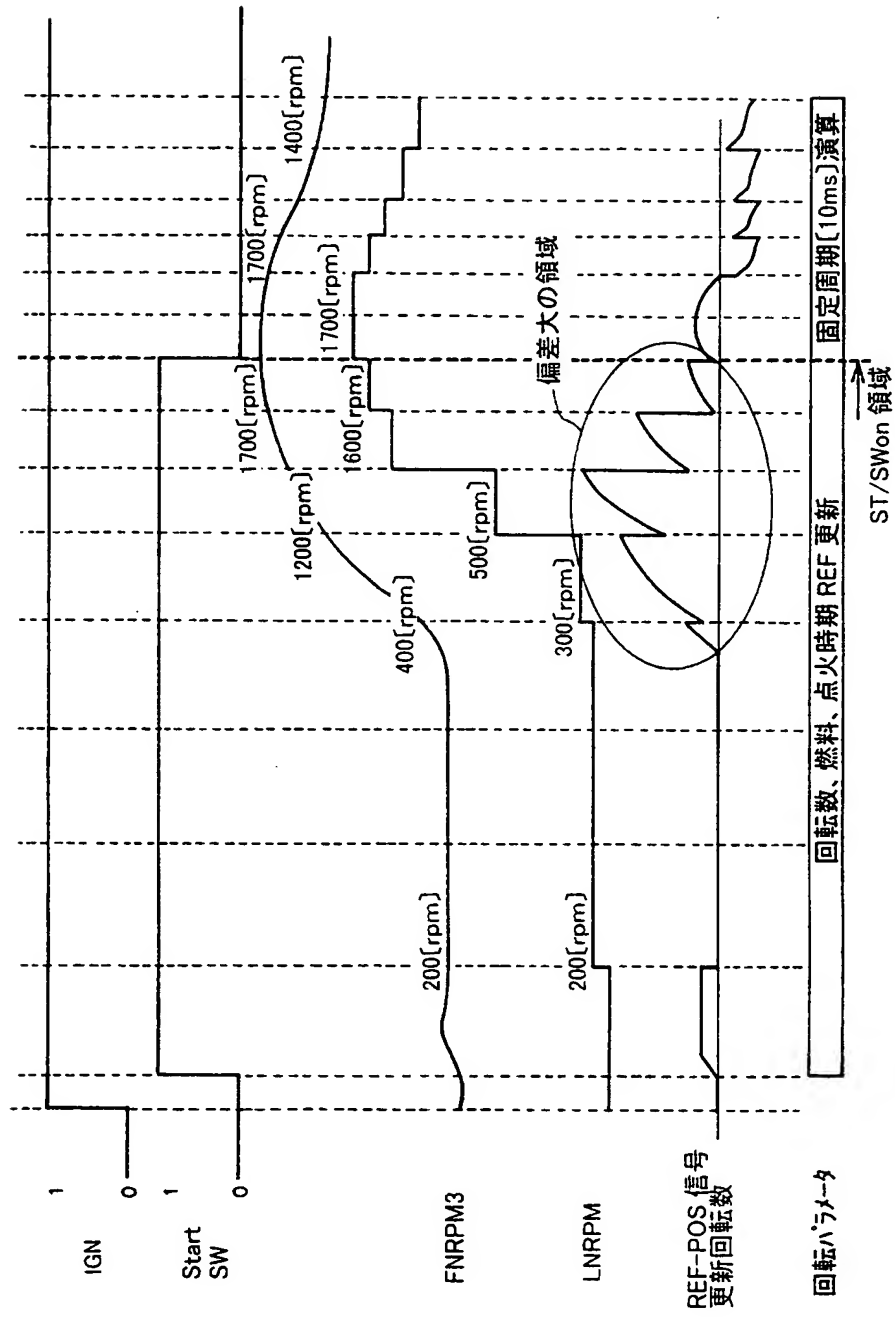 IGN
1
0
Start
SW
1
0
1700[rpm]
1700[rpm]
1400[rpm]
FNRPM3
200[rpm]
400[rpm]
1200[rpm]
1600[rpm]
1700[rpm]
LNRPM
200[rpm]
300[rpm]
500[rpm]
偏差大の領域
REF-POS 信号
更新回転数
回転パラメータ
回転数、燃料、点火時期 REF 更新
固定周期[10ms]演算
ST/SWon 領域